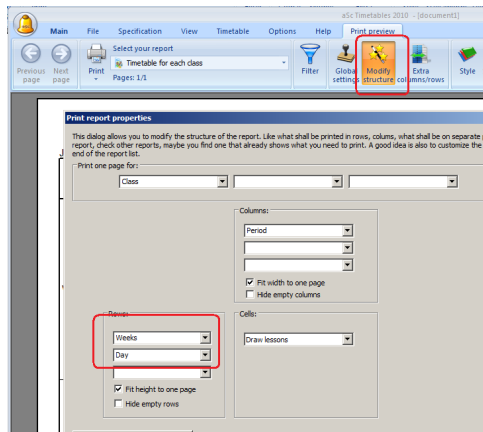 aSc Timetables 2010 - [document1]
Main File Specification View Timetable Options Help Print preview
Previous page
Next page
Print
Select your report
Timetable for each class
Pages: 1/1
Filter
Global settings
Modify structure
Extra columns/rows
Style
Print report properties
This dialog allows you to modify the structure of the report. Like what shall be printed in rows, colums, what shall be on separate
report, check other reports, maybe you find one that already shows what you need to print. A good idea is also to customize the
end of the report list.
Print one page for:
Class
Columns:
Period
Fit width to one page
Hide empty columns
Rows:
Cells:
Weeks
Draw lessons
Day
Fit height to one page
Hide empty rows